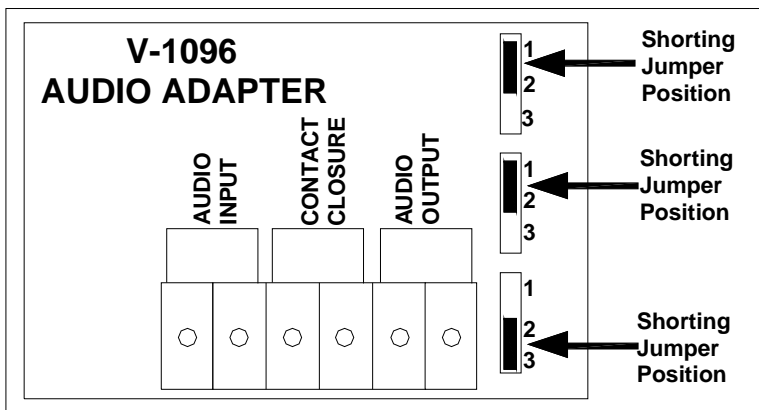 V-1096
AUDIO ADAPTER
AUDIO
INPUT
CONTACT
CLOSURE
AUDIO
OUTPUT
1
2
3
Shorting
Jumper
Position
1
2
3
Shorting
Jumper
Position
1
2
3
Shorting
Jumper
Position